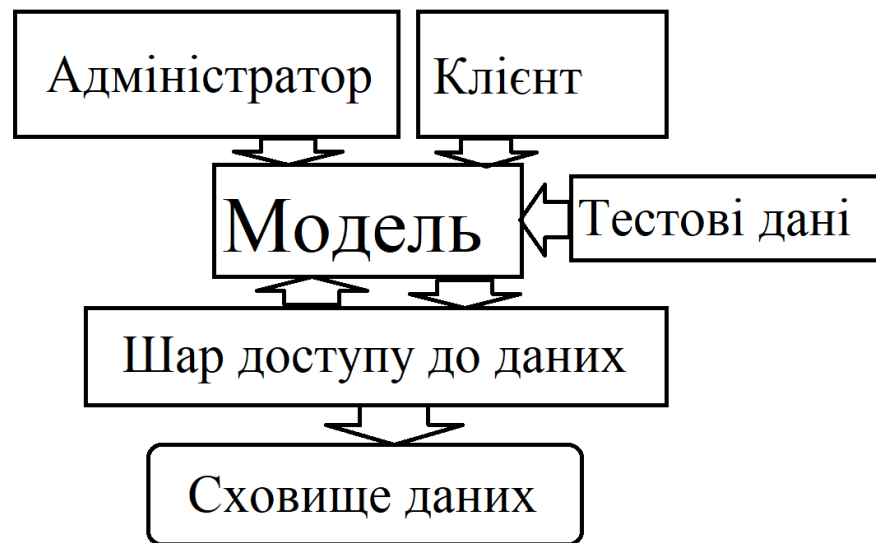 Адміністратор
Клієнт
Модель
Тестові дані
Шар доступу до даних
Сховище даних